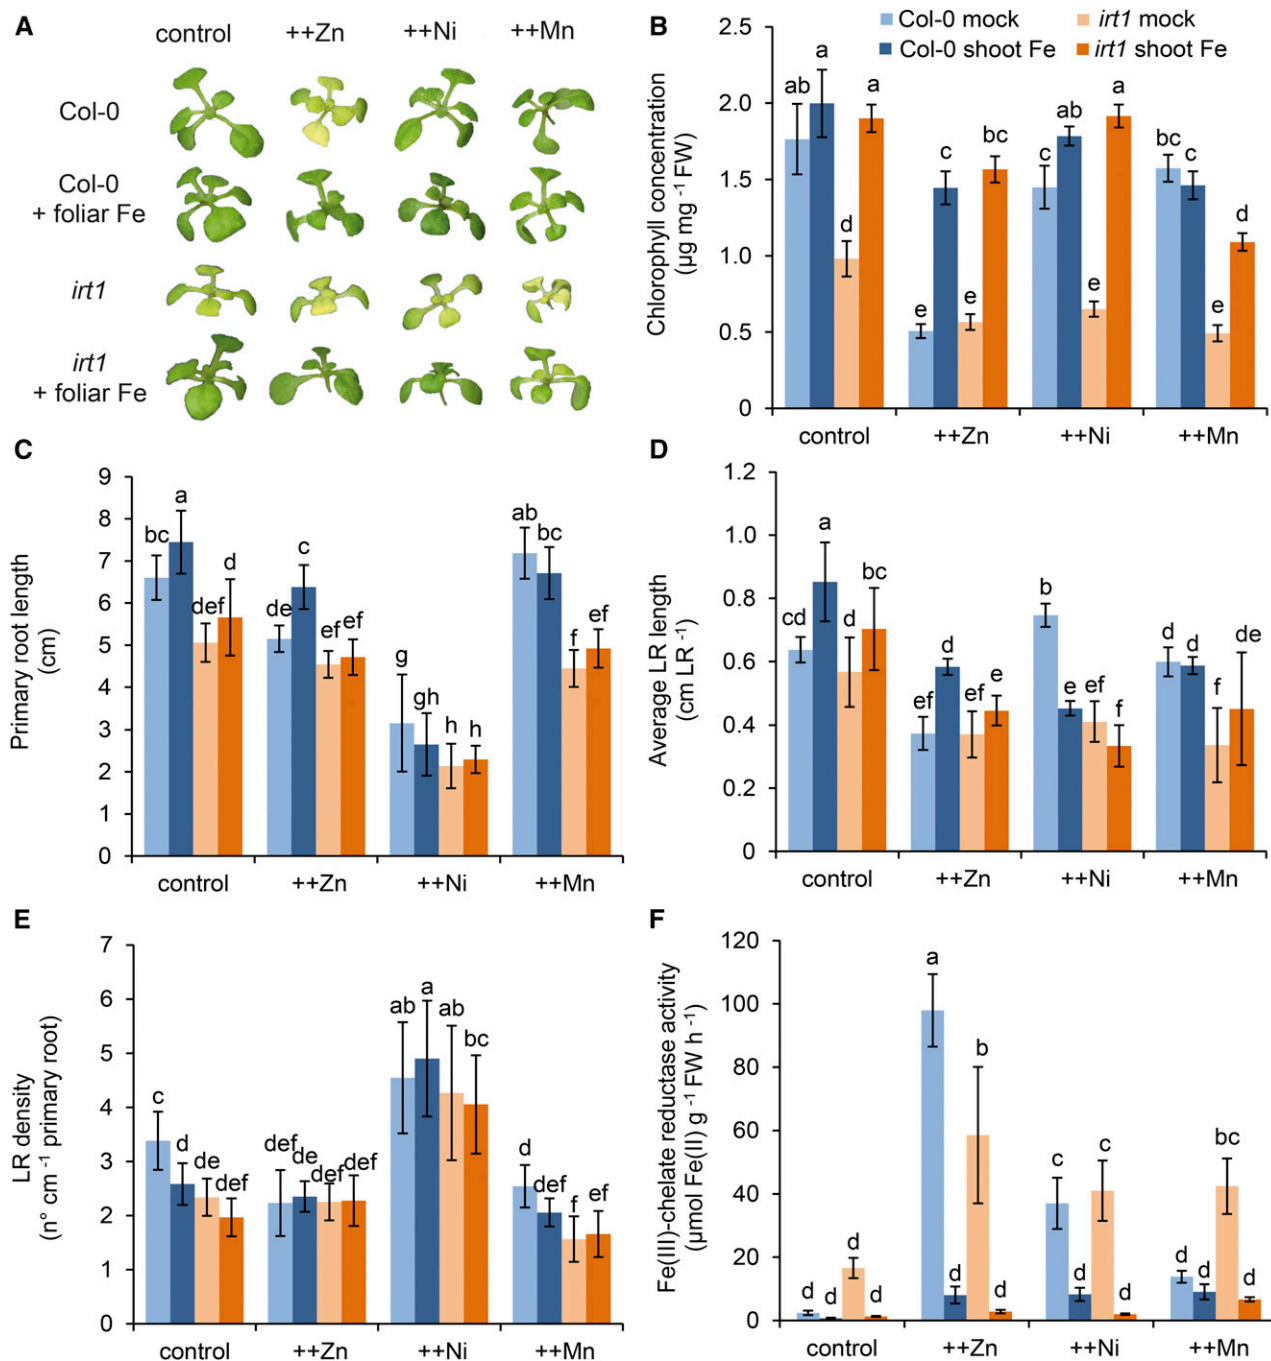 A
control ++Zn ++Ni ++Mn
Col-0
Col-0
+ foliar Fe
irt1
irt1
+ foliar Fe
B
Col-0 mock irt1 mock
Col-0 shoot Fe irt1 shoot Fe
Chlorophyll concentration
(µg mg⁻¹ FW)
2.5
2.0
1.5
1.0
0.5
0
ab a d a
e c e bc
c ab e a
bc c e d
control ++Zn ++Ni ++Mn
C
Primary root length
(cm)
9
8
7
6
5
4
3
2
1
0
bc a def d
de c ef ef
g gh h h
ab bc f ef
control ++Zn ++Ni ++Mn
D
Average LR length
(cm LR⁻¹)
1.2
1.0
0.8
0.6
0.4
0.2
0
cd a d bc
ef d ef e
b e ef f
d d f de
control ++Zn ++Ni ++Mn
E
LR density
(n° cm⁻¹ primary root)
7
6
5
4
3
2
1
0
c d de def
def de def def
ab a ab bc
d def f ef
control ++Zn ++Ni ++Mn
F
Fe(III)-chelate reductase activity
(µmol Fe(II) g⁻¹ FW h⁻¹)
120
100
80
60
40
20
0
d d d d
a d b d
c d c d
d d bc d
control ++Zn ++Ni ++Mn